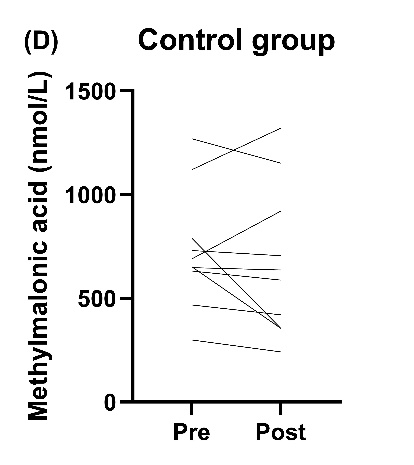 (D)
Control group
Methylmalonic acid (nmol/L)
1500
1000
500
0
Pre
Post